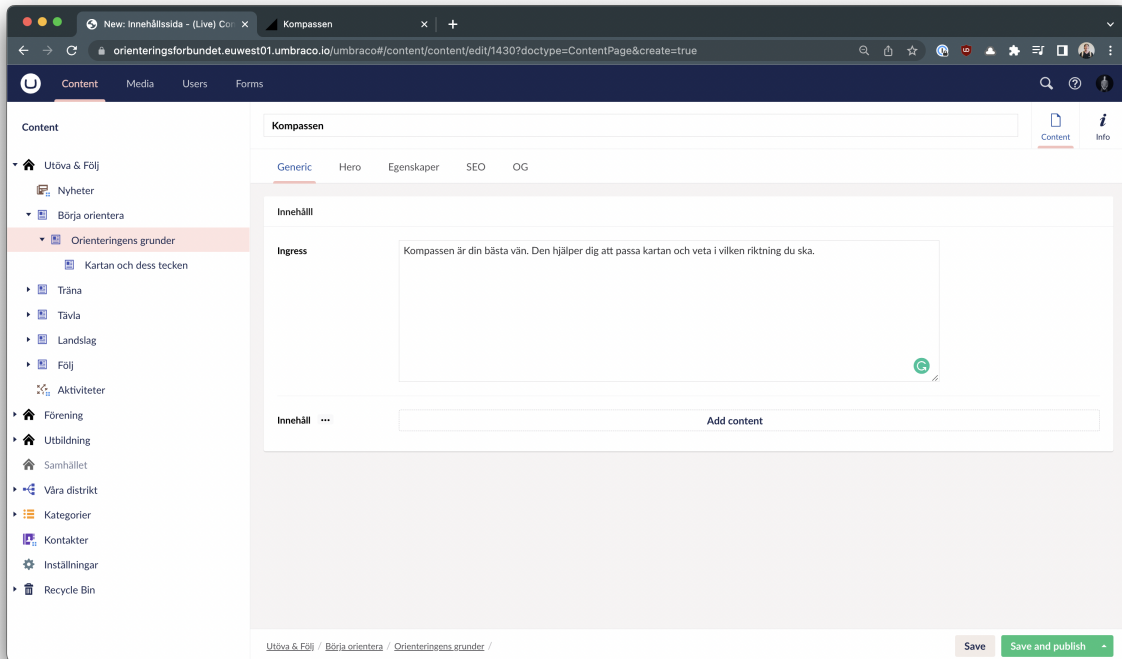 New: Innehållssida - (Live) Con
Kompassen
orienteringsforbundet.euwest01.umbraco.io/umbraco#/content/content/edit/1430?doctype=ContentPage&create=true
Content Media Users Forms
Content
Kompassen
Content
Info
Generic Hero Egenskaper SEO OG
Utöva & Följ
Nyheter
Börja orientera
Orienteringens grunder
Kartan och dess tecken
Träna
Tävla
Landslag
Följ
Aktiviteter
Förening
Utbildning
Samhället
Våra distrikt
Kategorier
Kontakter
Inställningar
Recycle Bin
Innehålll
Ingress
Kompassen är din bästa vän. Den hjälper dig att passa kartan och veta i vilken riktning du ska.
Innehåll
Add content
Utöva & Följ / Börja orientera / Orienteringens grunder /
Save
Save and publish